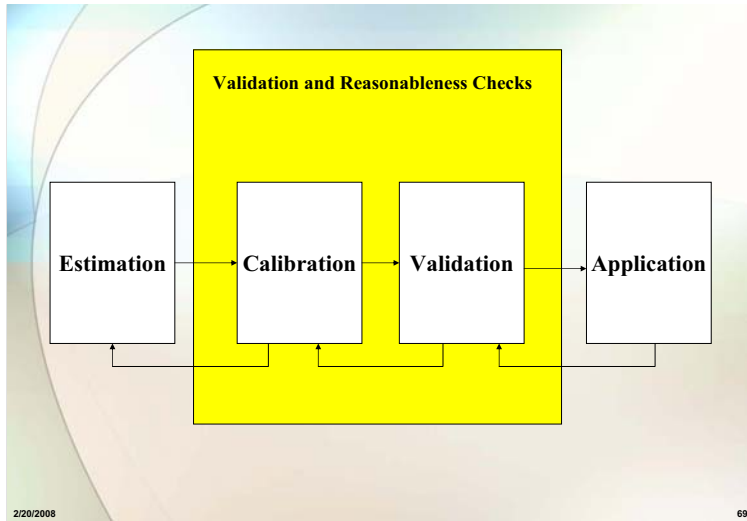 Validation and Reasonableness Checks
Estimation
Calibration
Validation
Application
2/20/2008
69